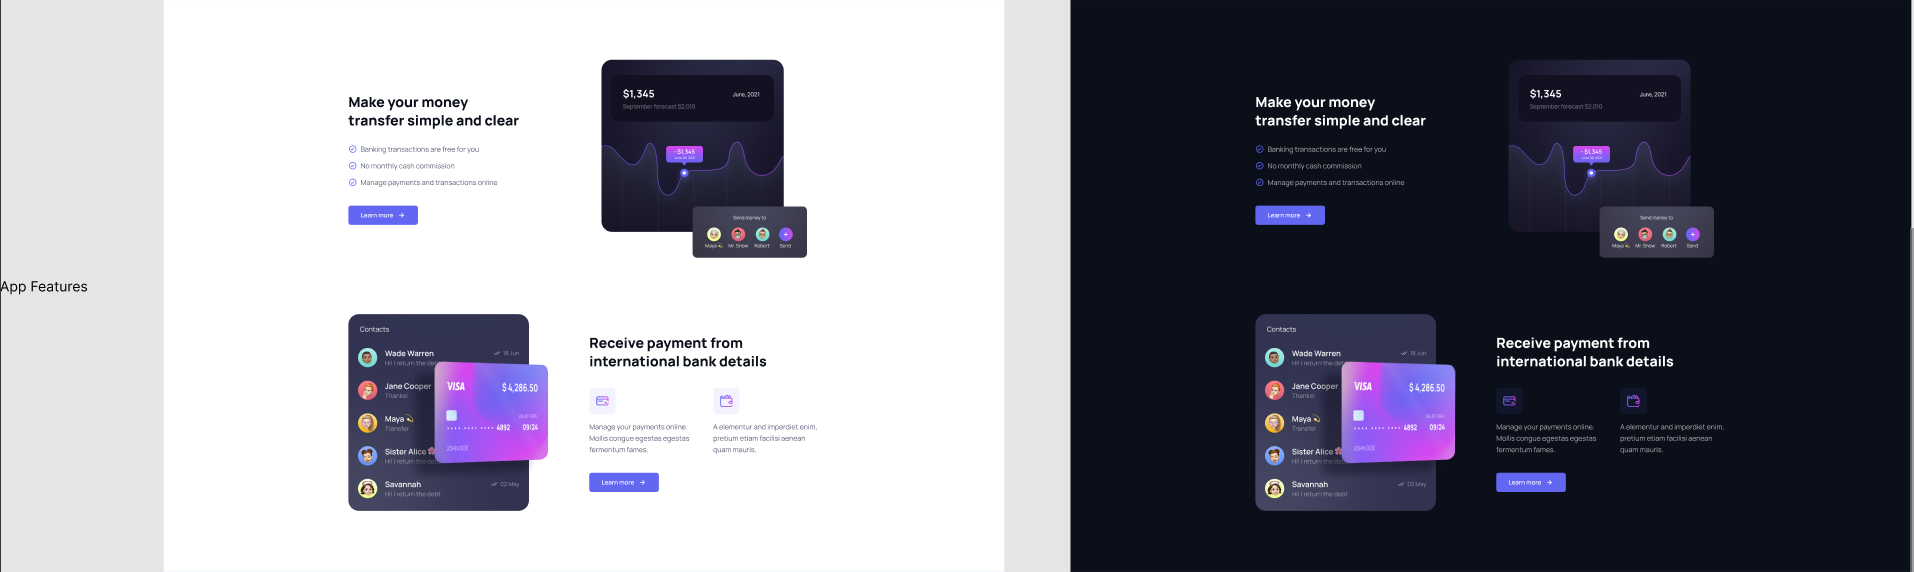 App Features
Make your money
transfer simple and clear
Banking transactions are free for you
No monthly cash commission
Manage payments and transactions online
Learn more
$1,345
June, 2021
September forecast $2,010
- $1,345
Send money to
Maya
Mr. Snow
Robert
Send
Contacts
Wade Warren
18 Jun
Hi! I return the deb
Jane Cooper
Thanks!
Maya
Transfer
Sister Alice
Hi! I return the deb
Savannah
02 May
Hi! I return the debt
VISA
$ 4,286.50
VALID THRU
4892
09/24
JOHN DOE
Receive payment from
international bank details
Manage your payments online.
Mollis congue egestas egestas
fermentum fames.
A elementur and imperdiet enim,
pretium etiam facilisi aenean
quam mauris.
Learn more
Make your money
transfer simple and clear
Banking transactions are free for you
No monthly cash commission
Manage payments and transactions online
Learn more
$1,345
June, 2021
September forecast $2,010
- $1,345
Send money to
Maya
Mr. Snow
Robert
Send
Contacts
Wade Warren
18 Jun
Hi! I return the deb
Jane Cooper
Thanks!
Maya
Transfer
Sister Alice
Hi! I return the deb
Savannah
02 May
Hi! I return the debt
VISA
$ 4,286.50
VALID THRU
4892
09/24
JOHN DOE
Receive payment from
international bank details
Manage your payments online.
Mollis congue egestas egestas
fermentum fames.
A elementur and imperdiet enim,
pretium etiam facilisi aenean
quam mauris.
Learn more